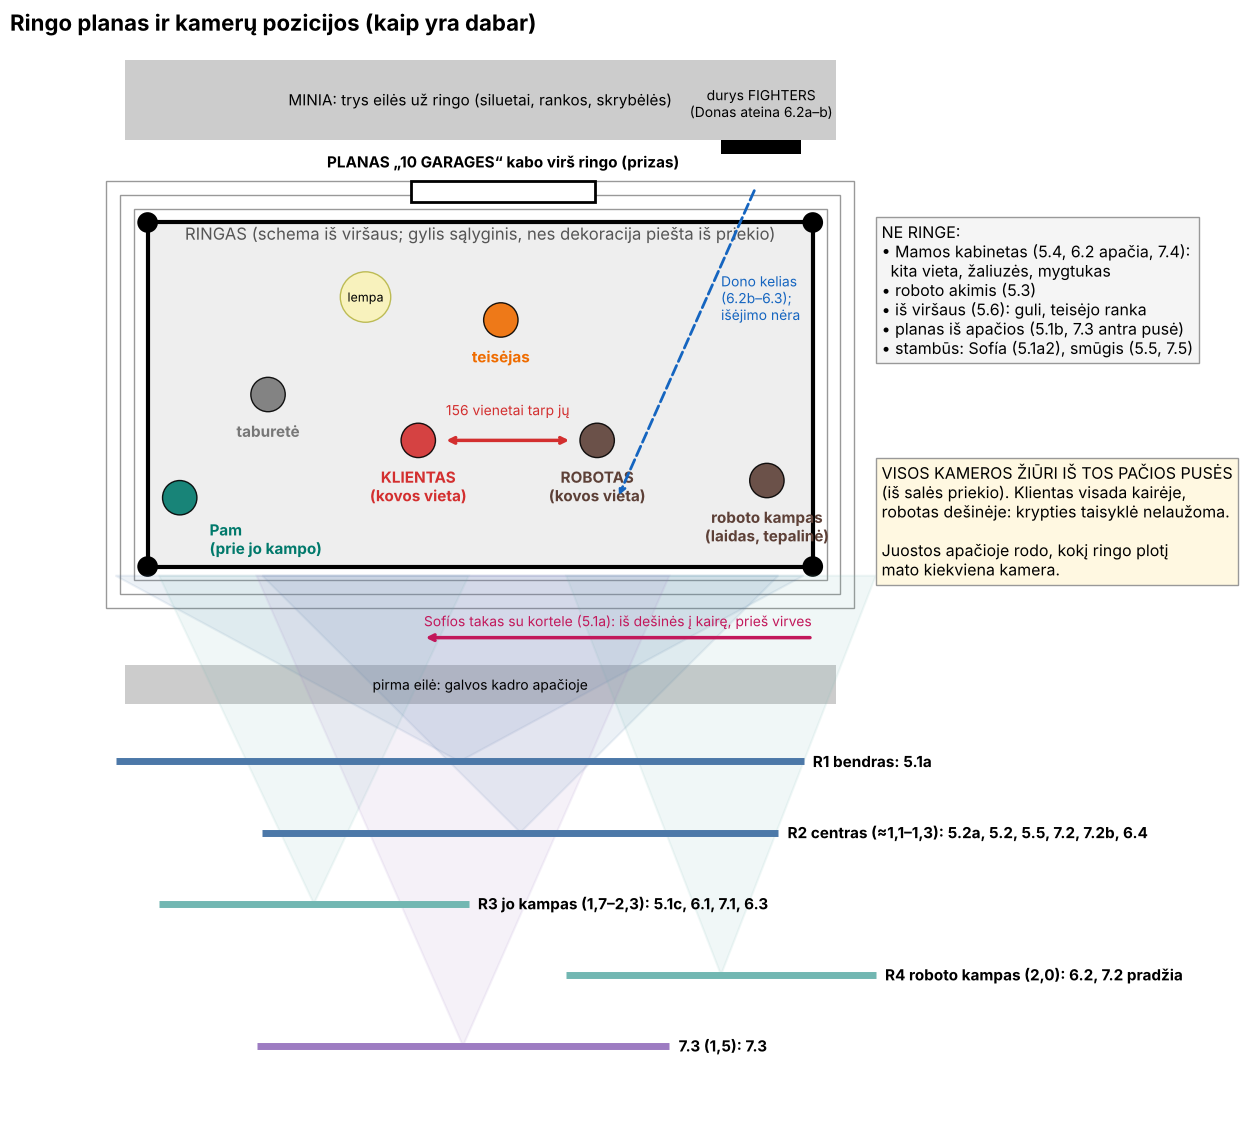 Ringo planas ir kamerų pozicijos (kaip yra dabar)
MINIA: trys eilės už ringo (siluetai, rankos, skrybėlės)
durys FIGHTERS
(Donas ateina 6.2a–b)
PLANAS „10 GARAGES“ kabo virš ringo (prizas)
RINGAS (schema iš viršaus; gylis sąlyginis, nes dekoracija piešta iš priekio)
lempa
Dono kelias
(6.2b–6.3);
išėjimo nėra
teisėjas
taburetė
156 vienetai tarp jų
KLIENTAS
(kovos vieta)
ROBOTAS
(kovos vieta)
Pam
(prie jo kampo)
roboto kampas
(laidas, tepalinė)
NE RINGE:
• Mamos kabinetas (5.4, 6.2 apačia, 7.4):
kita vieta, žaliuzės, mygtukas
• roboto akimis (5.3)
• iš viršaus (5.6): guli, teisėjo ranka
• planas iš apačios (5.1b, 7.3 antra pusė)
• stambūs: Sofía (5.1a2), smūgis (5.5, 7.5)
VISOS KAMEROS ŽIŪRI IŠ TOS PAČIOS PUSĖS
(iš salės priekio). Klientas visada kairėje,
robotas dešinėje: krypties taisyklė nelaužoma.
Juostos apačioje rodo, kokį ringo plotį
mato kiekviena kamera.
Sofíos takas su kortele (5.1a): iš dešinės į kairę, prieš virves
pirma eilė: galvos kadro apačioje
R1 bendras: 5.1a
R2 centras (≈1,1–1,3): 5.2a, 5.2, 5.5, 7.2, 7.2b, 6.4
R3 jo kampas (1,7–2,3): 5.1c, 6.1, 7.1, 6.3
R4 roboto kampas (2,0): 6.2, 7.2 pradžia
7.3 (1,5): 7.3